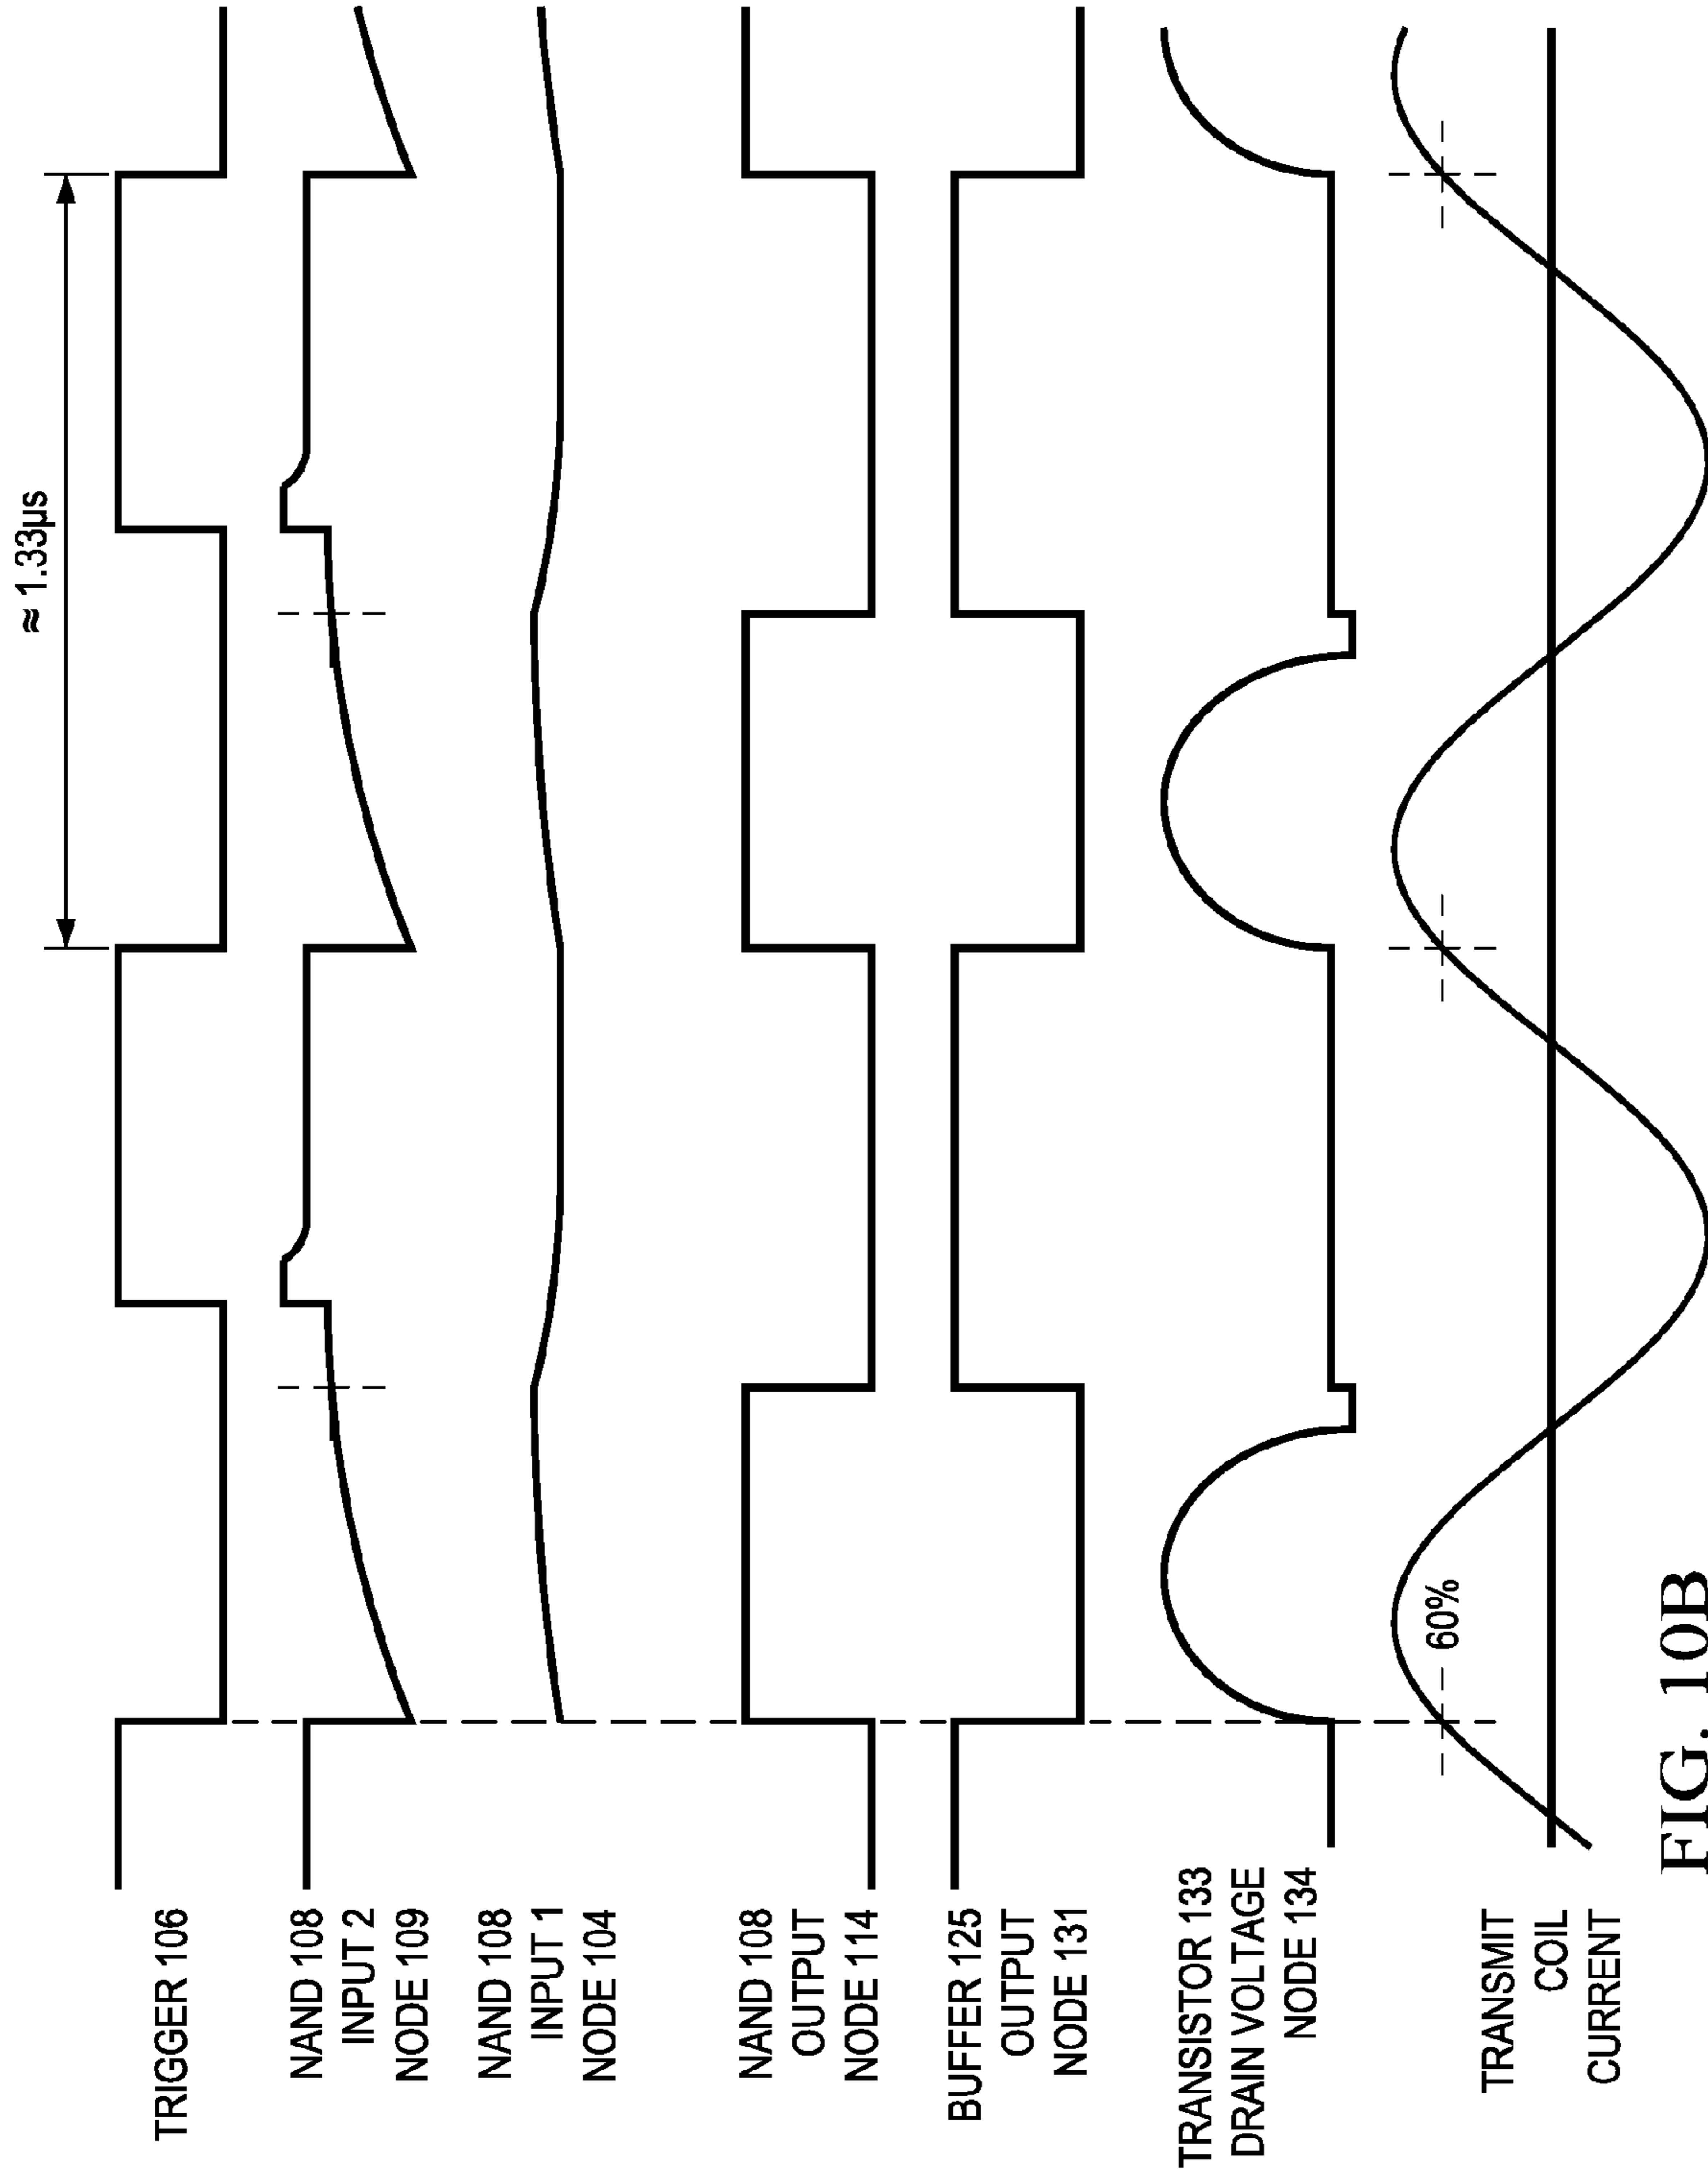 ≈ 1.33µs
TRIGGER 106
NAND 108
INPUT 2
NODE 109
NAND 108
INPUT 1
NODE 104
NAND 108
OUTPUT
NODE 114
BUFFER 125
OUTPUT
NODE 131
TRANSISTOR 133
DRAIN VOLTAGE
NODE 134
60%
TRANSMIT
COIL
CURRENT
FIG. 10B